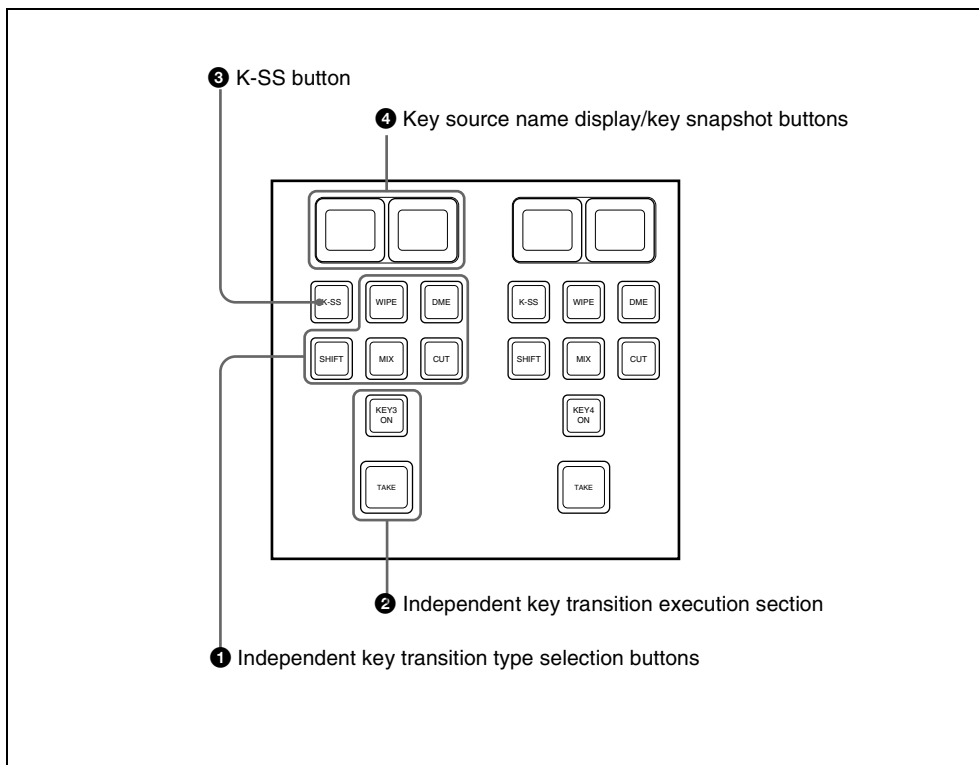 ❸ K-SS button
❹ Key source name display/key snapshot buttons
K-SS WIPE DME K-SS WIPE DME
SHIFT MIX CUT SHIFT MIX CUT
KEY3 KEY4
ON ON
TAKE TAKE
❷ Independent key transition execution section
❶ Independent key transition type selection buttons